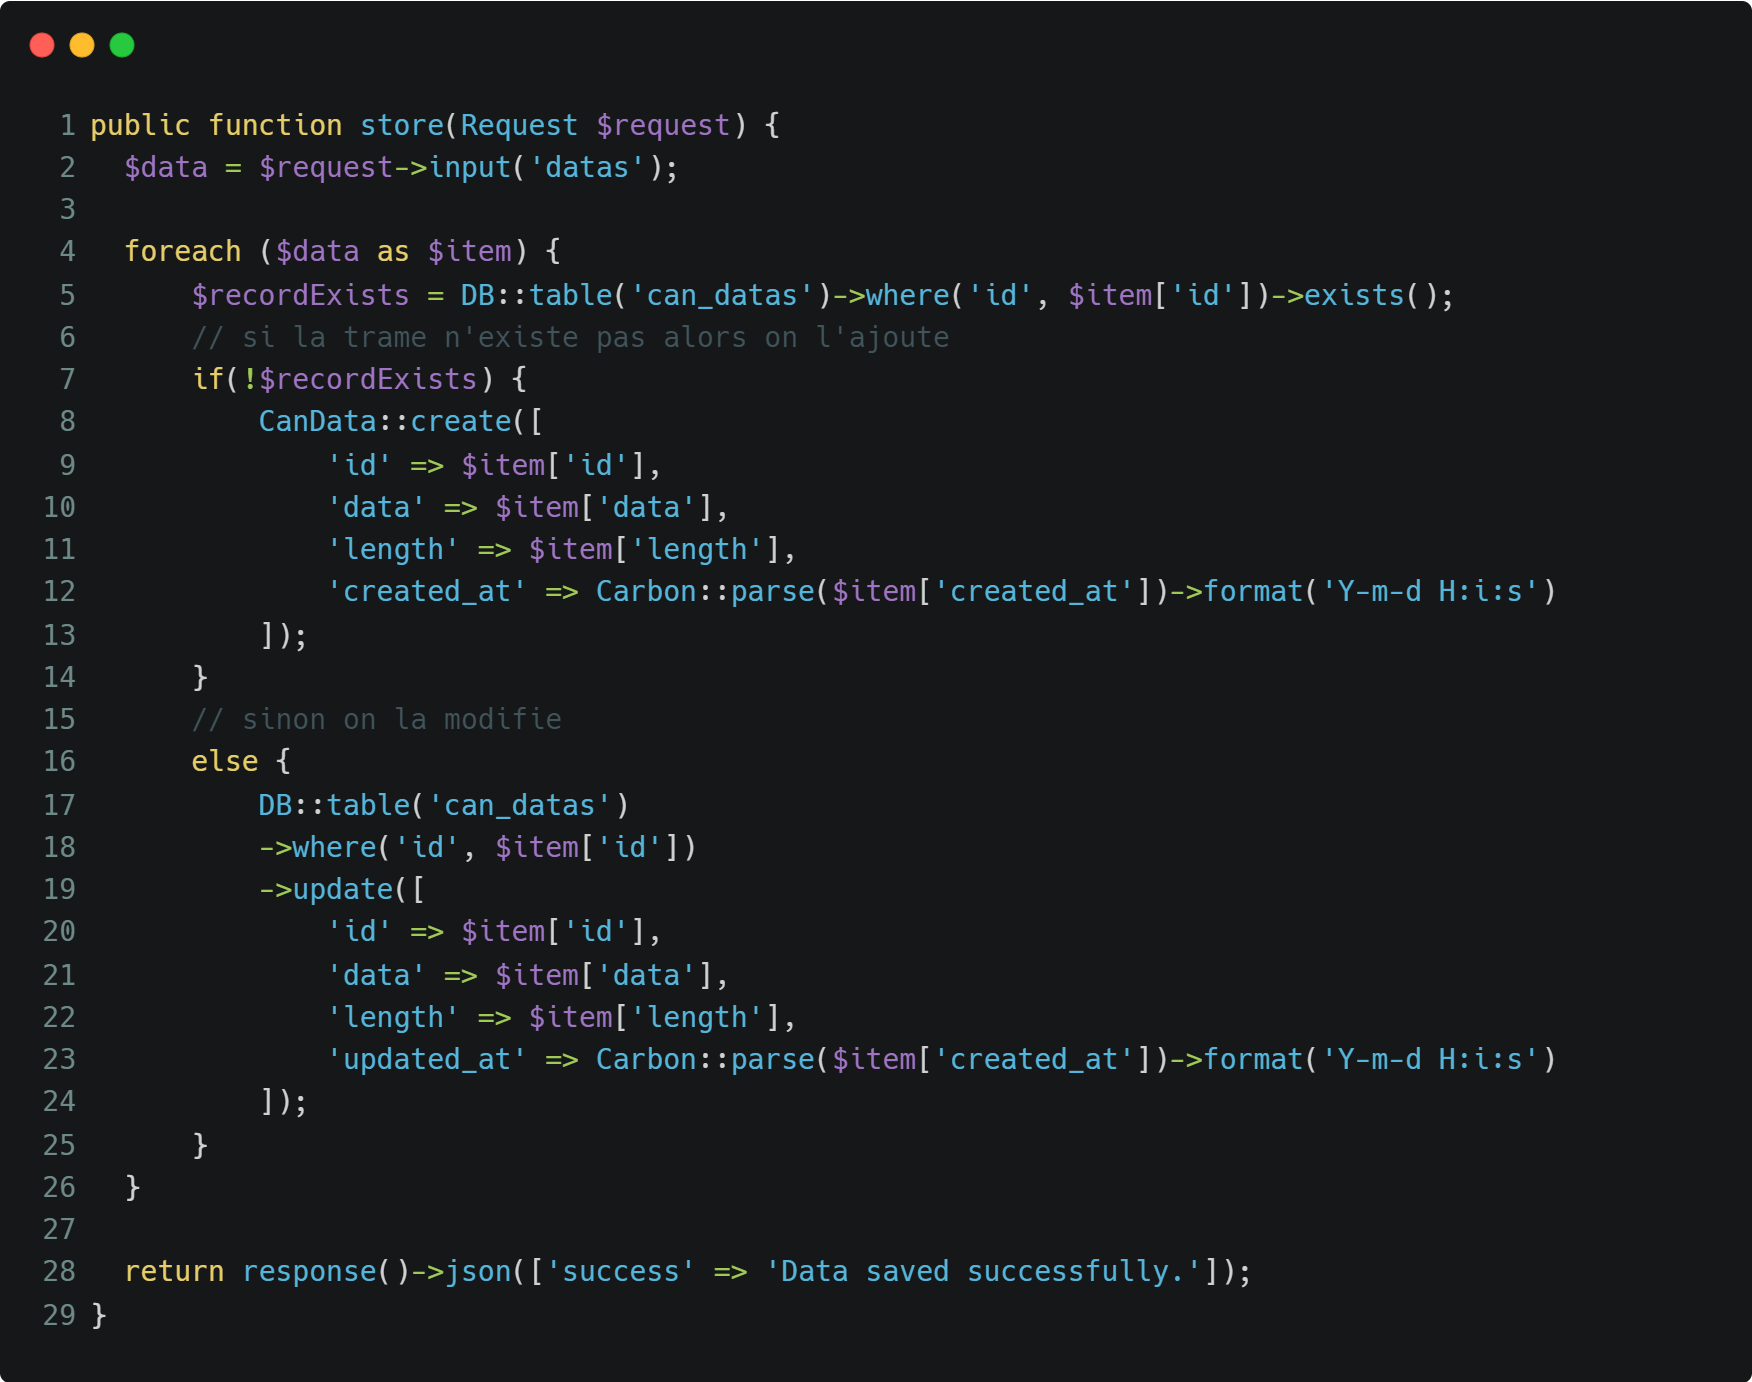 1 public function store(Request $request) {
2   $data = $request->input('datas');
3
4   foreach ($data as $item) {
5       $recordExists = DB::table('can_datas')->where('id', $item['id'])->exists();
6       // si la trame n'existe pas alors on l'ajoute
7       if(!$recordExists) {
8           CanData::create([
9               'id' => $item['id'],
10               'data' => $item['data'],
11               'length' => $item['length'],
12               'created_at' => Carbon::parse($item['created_at'])->format('Y-m-d H:i:s')
13           ]);
14       }
15       // sinon on la modifie
16       else {
17           DB::table('can_datas')
18           ->where('id', $item['id'])
19           ->update([
20               'id' => $item['id'],
21               'data' => $item['data'],
22               'length' => $item['length'],
23               'updated_at' => Carbon::parse($item['created_at'])->format('Y-m-d H:i:s')
24           ]);
25       }
26   }
27
28   return response()->json(['success' => 'Data saved successfully.']);
29 }